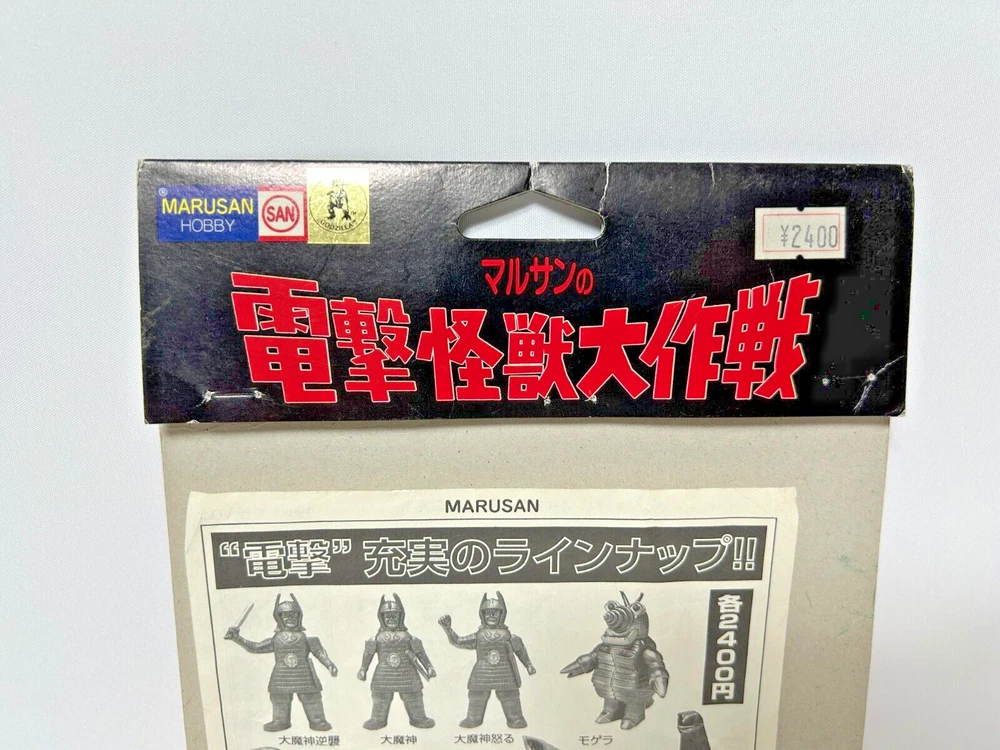 ® MARUSAN
HOBBY
SAN
GODZILLA™
¥2400
マルサンの
電撃怪獣大作戦
MARUSAN
“電撃” 充実のラインナップ!!
各2400円
大魔神逆襲 大魔神 大魔神怒る モゲラ